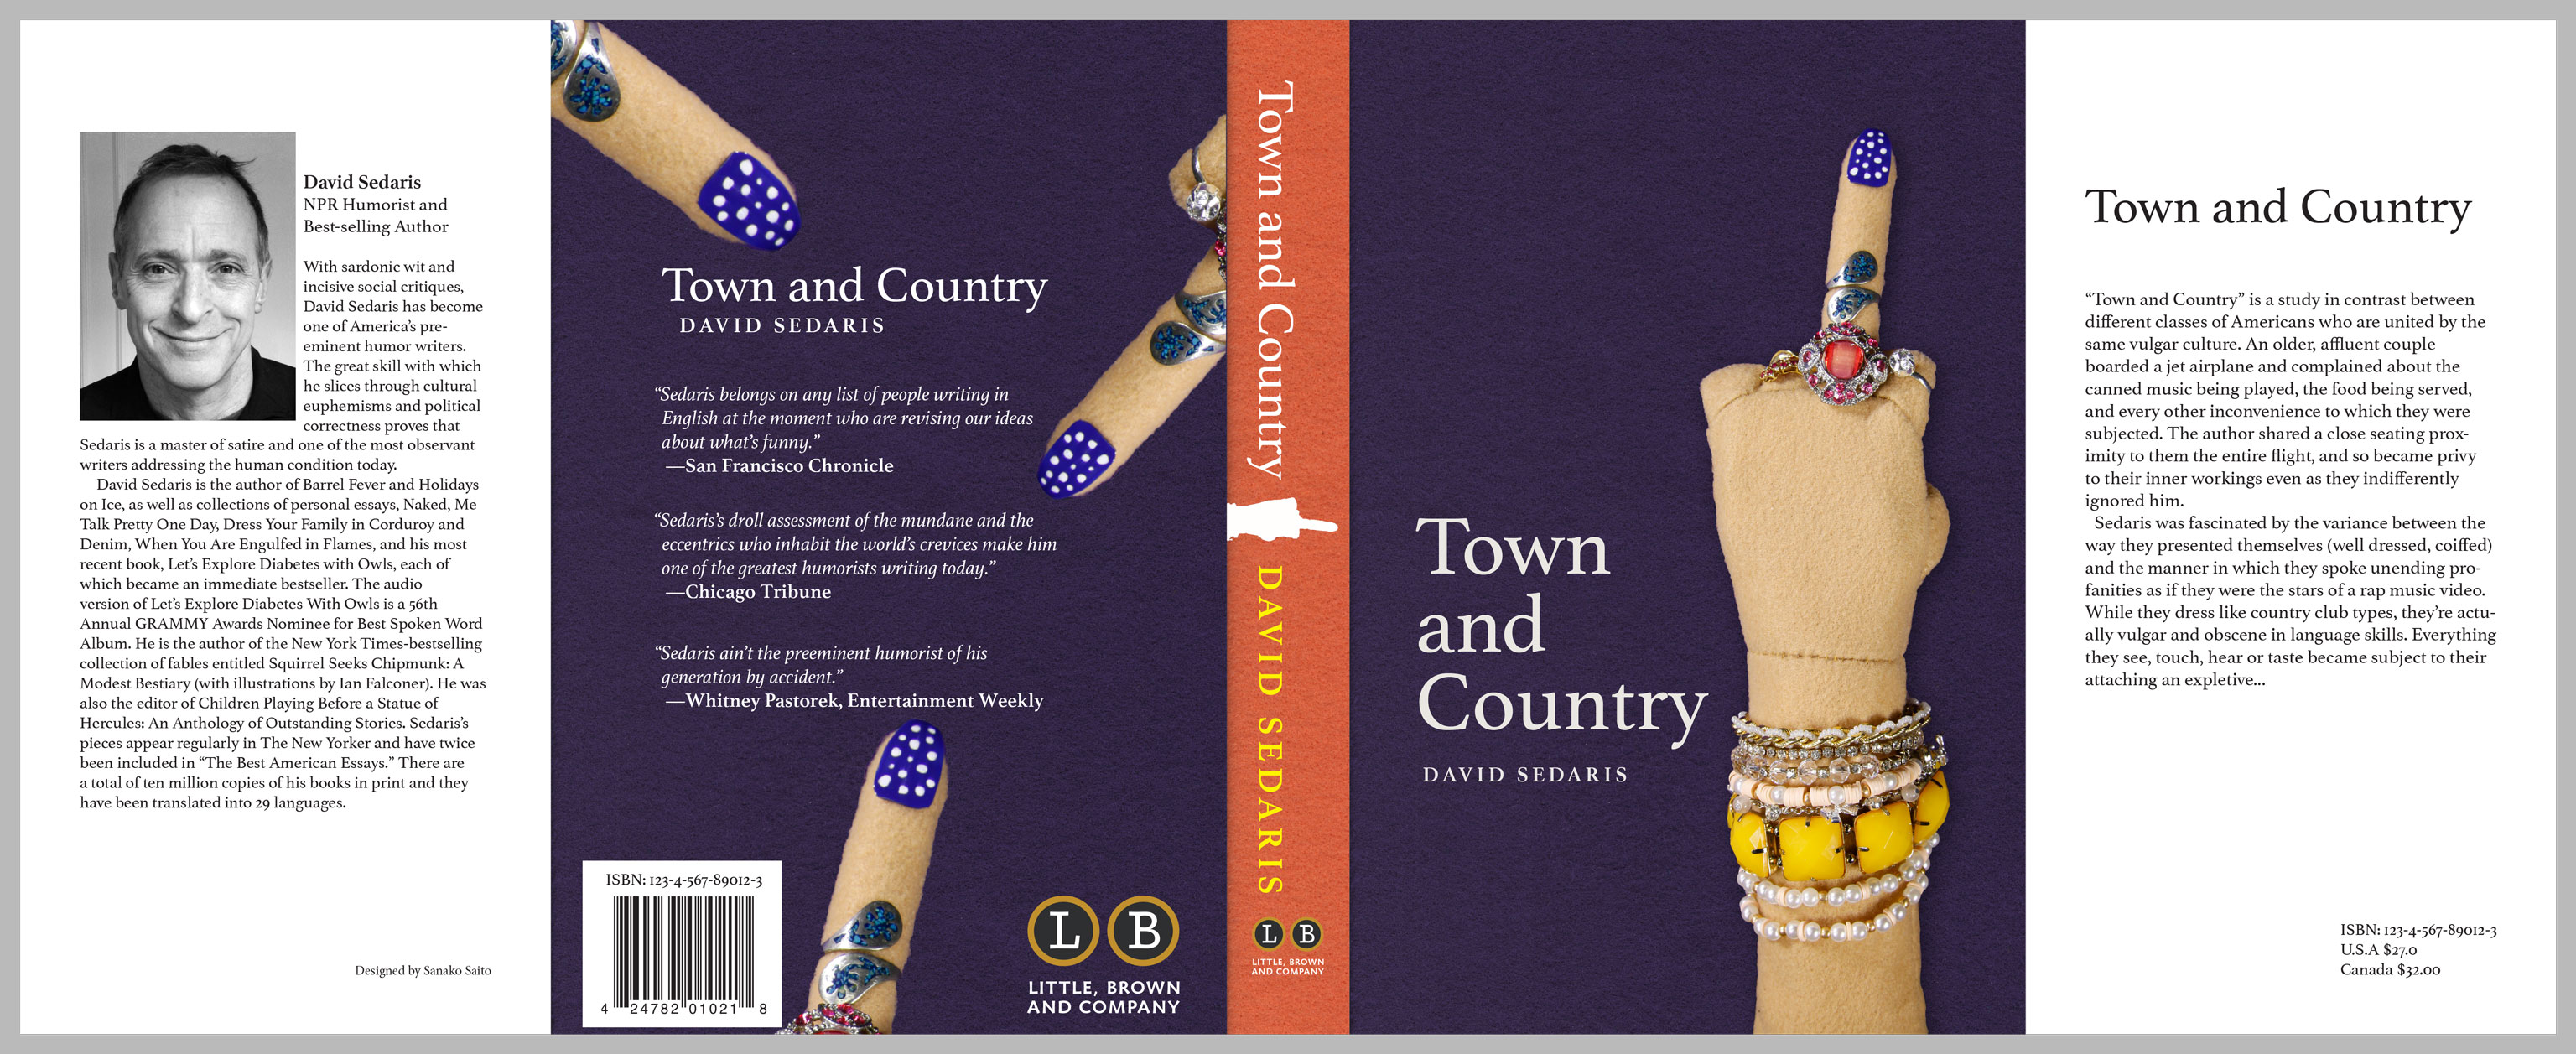 David Sedaris
NPR Humorist and
Best-selling Author
With sardonic wit and
incisive social critiques,
David Sedaris has become
one of America's pre-
eminent humor writers.
The great skill with which
he slices through cultural
euphemisms and political
correctness proves that
Sedaris is a master of satire and one of the most observant
writers addressing the human condition today.
David Sedaris is the author of Barrel Fever and Holidays
on Ice, as well as collections of personal essays, Naked, Me
Talk Pretty One Day, Dress Your Family in Corduroy and
Denim, When You Are Engulfed in Flames, and his most
recent book, Let's Explore Diabetes with Owls, each of
which became an immediate bestseller. The audio
version of Let's Explore Diabetes With Owls is a 56th
Annual GRAMMY Awards Nominee for Best Spoken Word
Album. He is the author of the New York Times-bestselling
collection of fables entitled Squirrel Seeks Chipmunk: A
Modest Bestiary (with illustrations by Ian Falconer). He was
also the editor of Children Playing Before a Statue of
Hercules: An Anthology of Outstanding Stories. Sedaris's
pieces appear regularly in The New Yorker and have twice
been included in “The Best American Essays.” There are
a total of ten million copies of his books in print and they
have been translated into 29 languages.
Designed by Sanako Saito
Town and Country
DAVID SEDARIS
“Sedaris belongs on any list of people writing in
English at the moment who are revising our ideas
about what's funny.”
—San Francisco Chronicle
“Sedaris's droll assessment of the mundane and the
eccentrics who inhabit the world's crevices make him
one of the greatest humorists writing today.”
—Chicago Tribune
“Sedaris ain't the preeminent humorist of his
generation by accident.”
—Whitney Pastorek, Entertainment Weekly
ISBN: 123-4-567-89012-3
4 24782 01021 8
L B
LITTLE, BROWN
AND COMPANY
Town and Country
DAVID SEDARIS
L B
LITTLE, BROWN
AND COMPANY
Town
and
Country
DAVID SEDARIS
Town and Country
“Town and Country” is a study in contrast between
different classes of Americans who are united by the
same vulgar culture. An older, affluent couple
boarded a jet airplane and complained about the
canned music being played, the food being served,
and every other inconvenience to which they were
subjected. The author shared a close seating prox-
imity to them the entire flight, and so became privy
to their inner workings even as they indifferently
ignored him.
Sedaris was fascinated by the variance between the
way they presented themselves (well dressed, coiffed)
and the manner in which they spoke unending pro-
fanities as if they were the stars of a rap music video.
While they dress like country club types, they're actu-
ally vulgar and obscene in language skills. Everything
they see, touch, hear or taste became subject to their
attaching an expletive...
ISBN: 123-4-567-89012-3
U.S.A $27.0
Canada $32.00